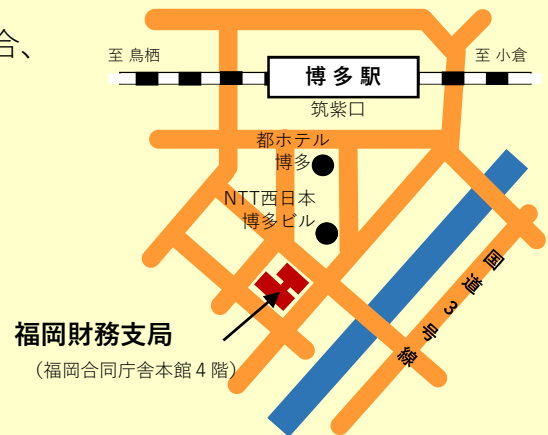 合、
至 鳥栖
至 小倉
博多駅
筑紫口
都ホテル
博多
NTT西日本
博多ビル
国道3号線
福岡財務支局
（福岡合同庁舎本館４階）